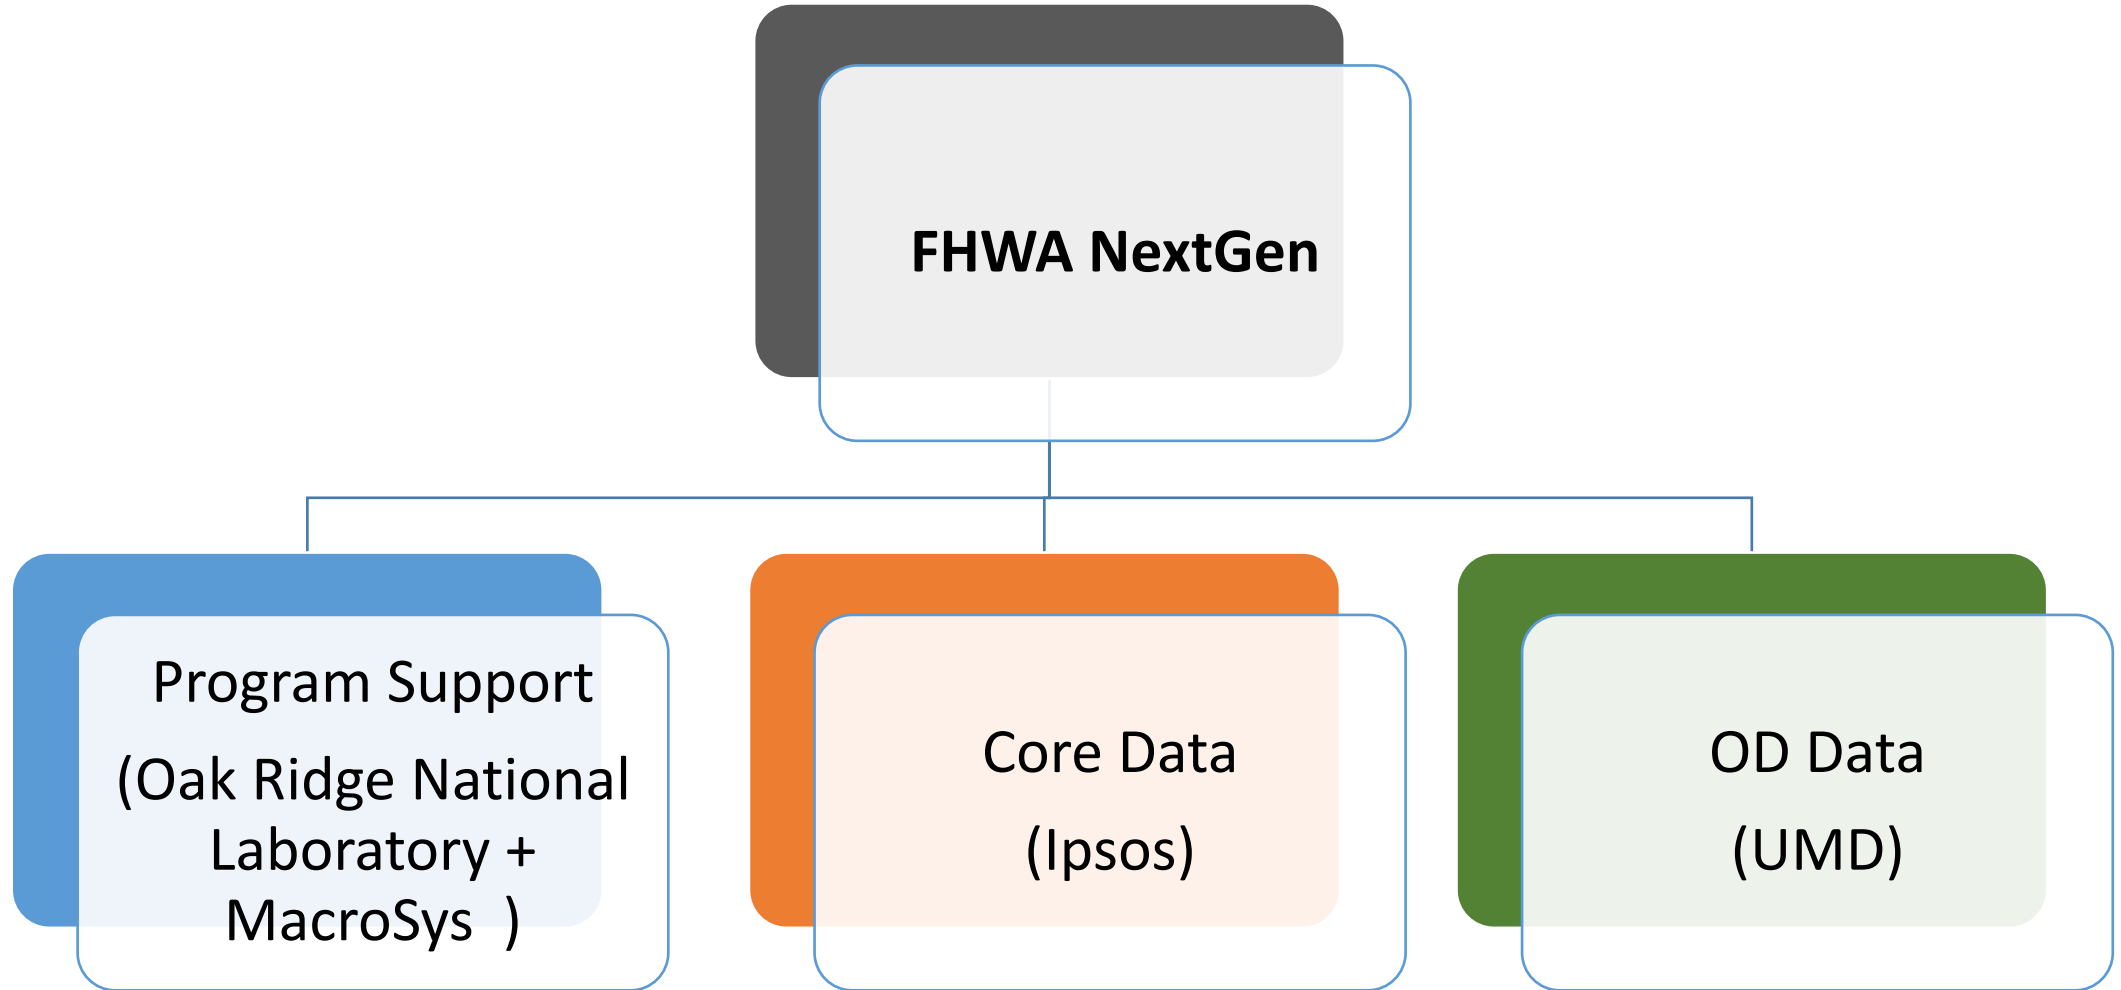 FHWA NextGen
Program Support
(Oak Ridge National
Laboratory +
MacroSys )
Core Data
(Ipsos)
OD Data
(UMD)